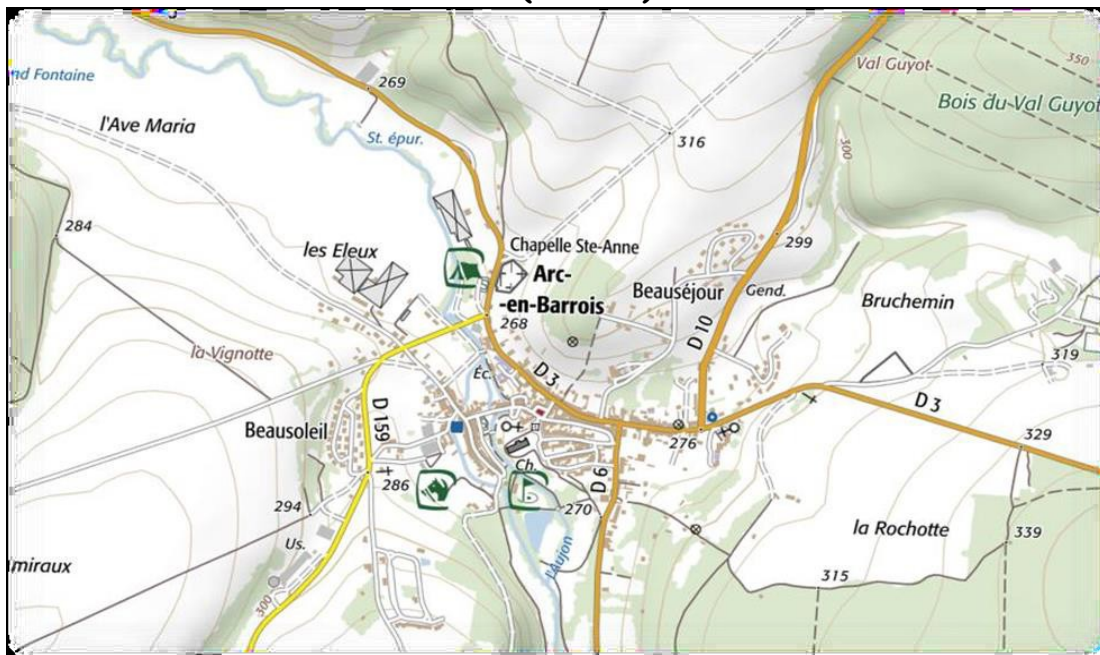 nd Fontaine
269
Val Guyot
350
Bois du Val Guyot
l'Ave Maria
St. épur.
316
300
284
les Eleux
Chapelle Ste-Anne
299
Arc-
-en-Barrois
Beauséjour
Gend.
Bruchemin
268
D 10
la Vignotte
319
Éc.
D 3
D 3
D 159
Beausoleil
276
329
Ch.
286
D 6
294
270
la Rochotte
339
Us.
l'Aujon
miraux
315
300